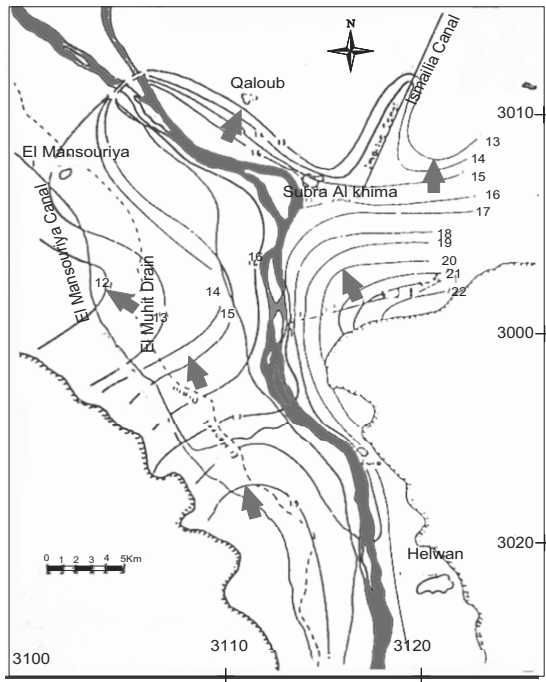 N
Ismailia Canal
Qaloub
3010
13
14
15
El Mansouriya
Subra Al khima
16
17
El Mansouriya Canal
El Muhit Drain
18
19
16
20
21
22
12
14
13
15
3000
3020
Helwan
0 1 2 3 4 5Km
3110
3120
3100